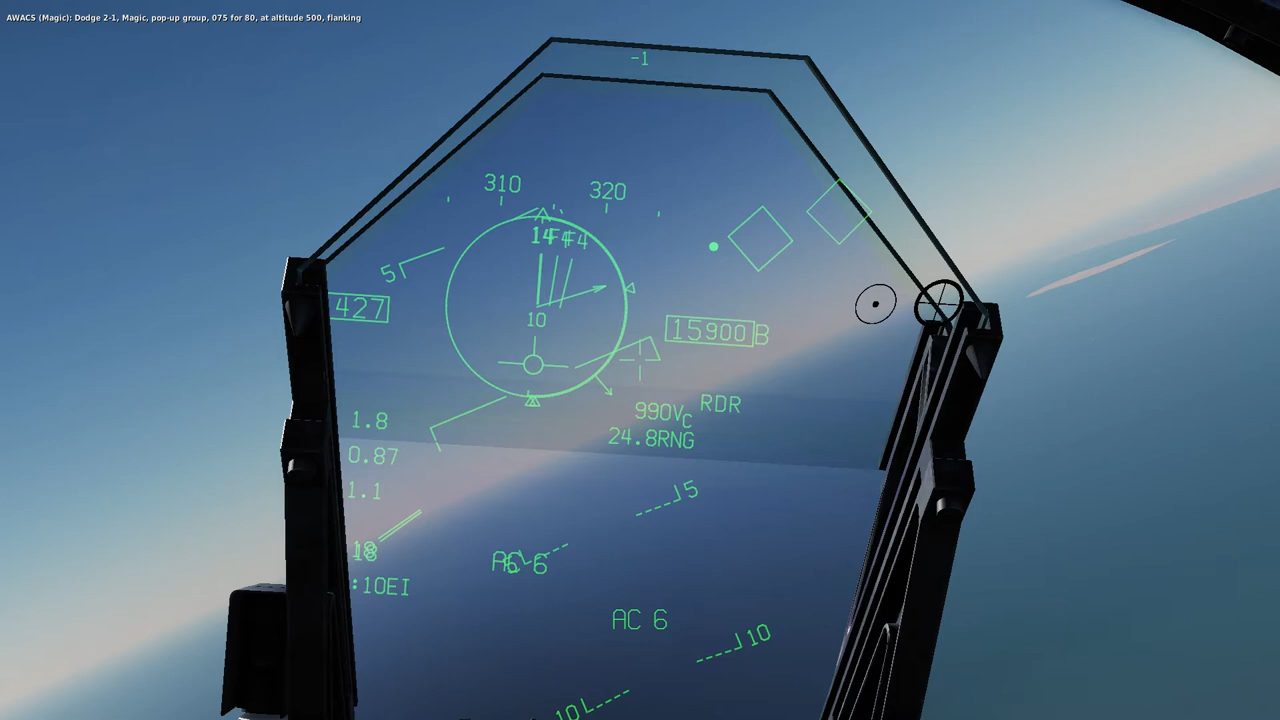 AWACS (Magic): Dodge 2-1, Magic, pop-up group, 075 for 80, at altitude 500, flanking
-1
310 320
14
5
427
10
15900 B
990Vc RDR
24.8RNG
1.8
0.87
1.1
5
18
:10EI
AC 6
10
10